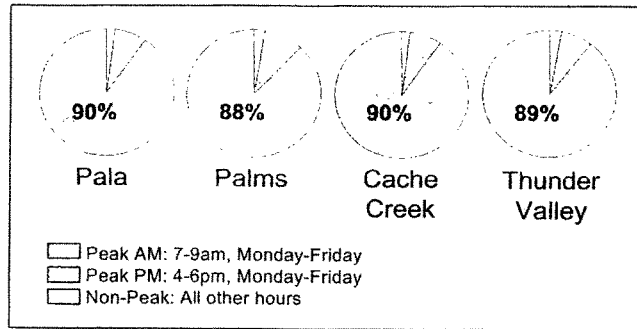 90% 88% 90% 89%
Pala Palms Cache Creek Thunder Valley
Peak AM: 7-9am, Monday-Friday
Peak PM: 4-6pm, Monday-Friday
Non-Peak: All other hours